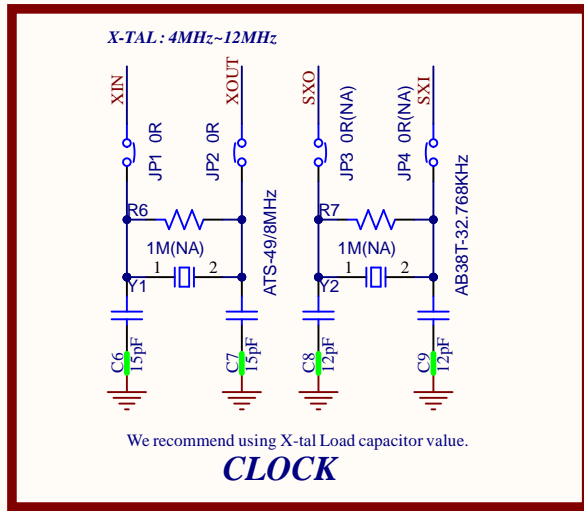 X-TAL : 4MHz~12MHz
XIN
XOUT
SXO
SXI
JP1 0R
JP2 0R
JP3 0R(NA)
JP4 0R(NA)
R6
1M(NA)
R7
1M(NA)
1 2
Y1
ATS-49/8MHz
1 2
Y2
AB38T-32.768KHz
C6
15pF
C7
15pF
C8
12pF
C9
12pF
We recommend using X-tal Load capacitor value.
CLOCK